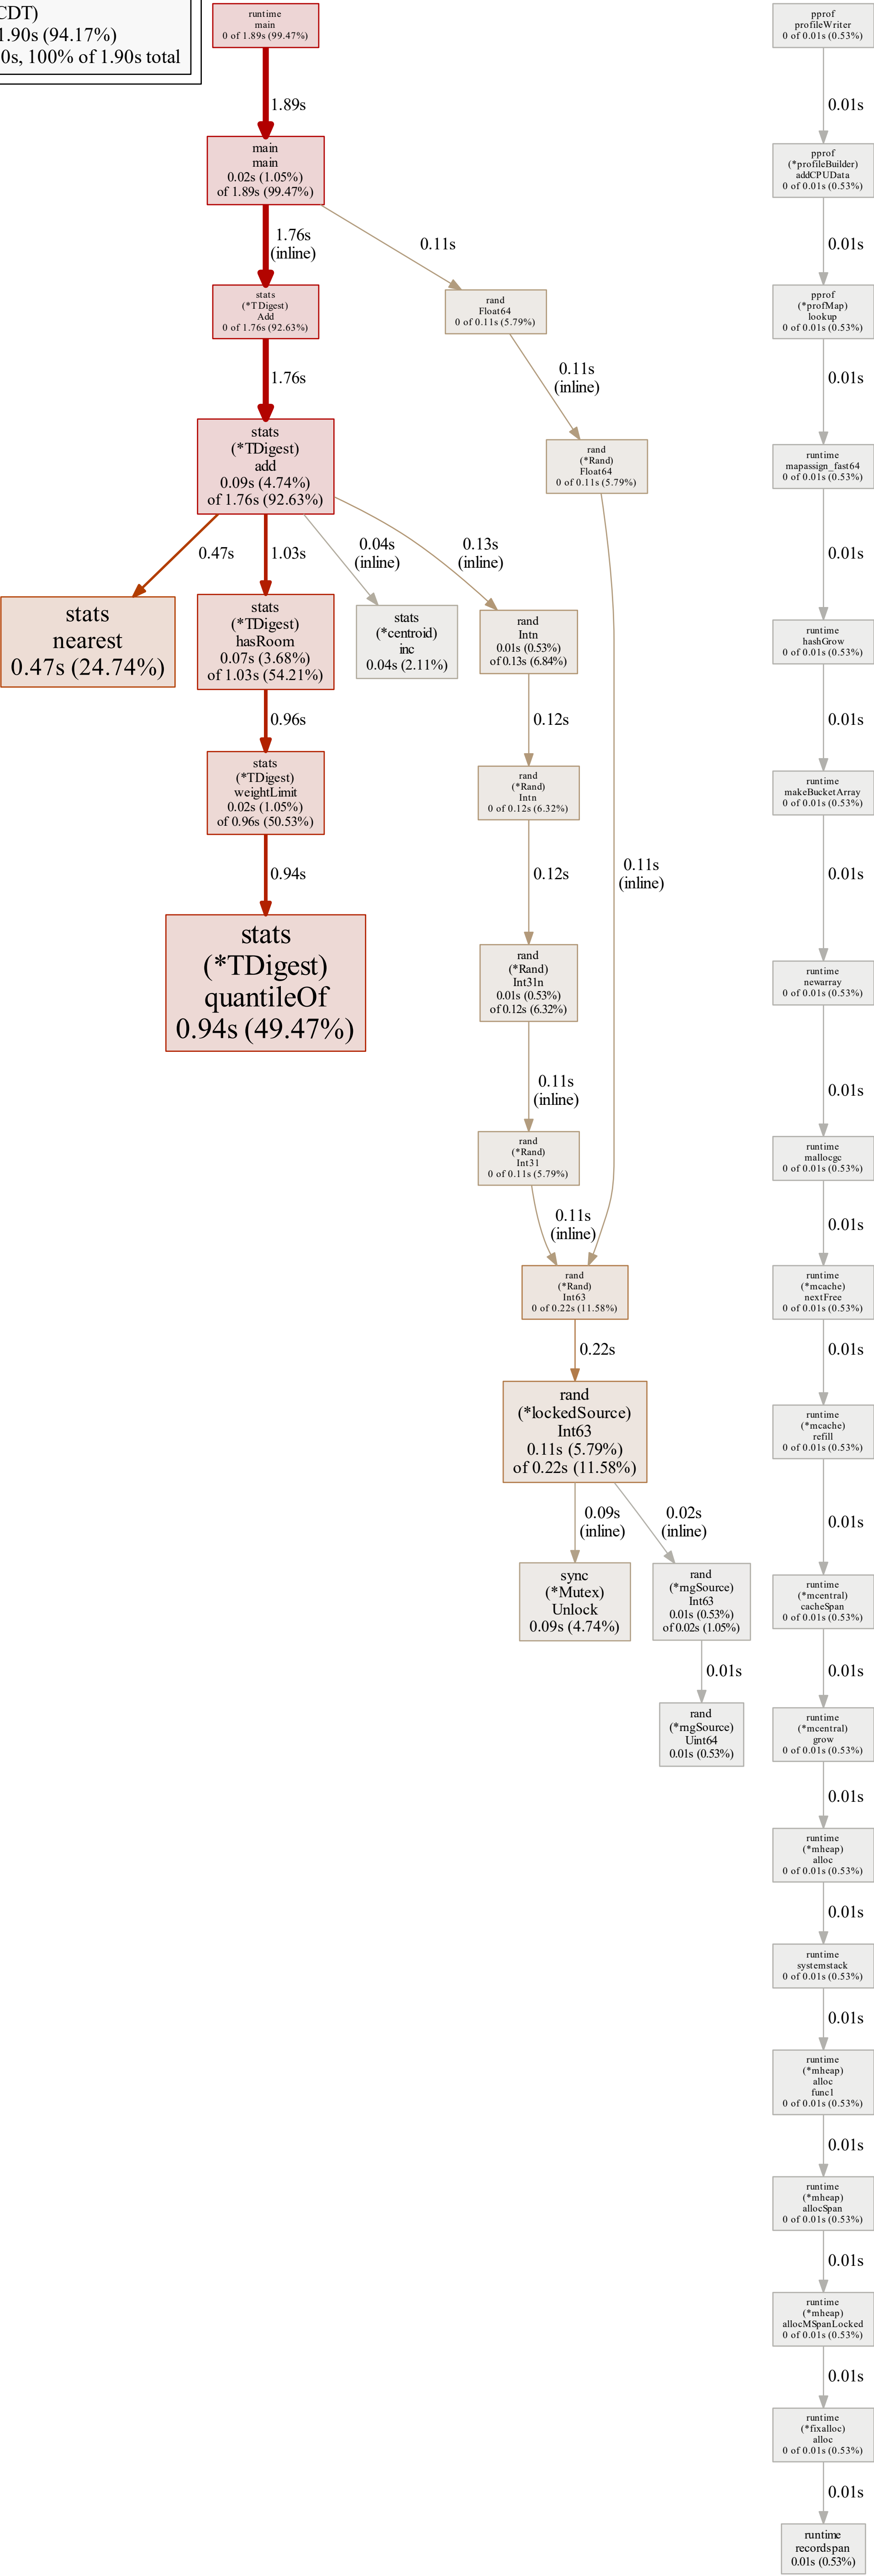 CDT)
1.90s (94.17%)
0s, 100% of 1.90s total
runtime
main
0 of 1.89s (99.47%)
1.89s
main
main
0.02s (1.05%)
of 1.89s (99.47%)
1.76s
(inline)
0.11s
stats
(*TDigest)
Add
0 of 1.76s (92.63%)
rand
Float64
0 of 0.11s (5.79%)
1.76s
0.11s
(inline)
stats
(*TDigest)
add
0.09s (4.74%)
of 1.76s (92.63%)
rand
(*Rand)
Float64
0 of 0.11s (5.79%)
0.47s
1.03s
0.04s
(inline)
0.13s
(inline)
stats
nearest
0.47s (24.74%)
stats
(*TDigest)
hasRoom
0.07s (3.68%)
of 1.03s (54.21%)
stats
(*centroid)
inc
0.04s (2.11%)
rand
Intn
0.01s (0.53%)
of 0.13s (6.84%)
0.96s
0.12s
stats
(*TDigest)
weightLimit
0.02s (1.05%)
of 0.96s (50.53%)
rand
(*Rand)
Intn
0 of 0.12s (6.32%)
0.94s
0.12s
0.11s
(inline)
stats
(*TDigest)
quantileOf
0.94s (49.47%)
rand
(*Rand)
Int31n
0.01s (0.53%)
of 0.12s (6.32%)
0.11s
(inline)
rand
(*Rand)
Int31
0 of 0.11s (5.79%)
0.11s
(inline)
rand
(*Rand)
Int63
0 of 0.22s (11.58%)
0.22s
rand
(*lockedSource)
Int63
0.11s (5.79%)
of 0.22s (11.58%)
0.09s
(inline)
0.02s
(inline)
sync
(*Mutex)
Unlock
0.09s (4.74%)
rand
(*rngSource)
Int63
0.01s (0.53%)
of 0.02s (1.05%)
0.01s
rand
(*rngSource)
Uint64
0.01s (0.53%)
pprof
profileWriter
0 of 0.01s (0.53%)
0.01s
pprof
(*profileBuilder)
addCPUData
0 of 0.01s (0.53%)
0.01s
pprof
(*profMap)
lookup
0 of 0.01s (0.53%)
0.01s
runtime
mapassign_fast64
0 of 0.01s (0.53%)
0.01s
runtime
hashGrow
0 of 0.01s (0.53%)
0.01s
runtime
makeBucketArray
0 of 0.01s (0.53%)
0.01s
runtime
newarray
0 of 0.01s (0.53%)
0.01s
runtime
mallocgc
0 of 0.01s (0.53%)
0.01s
runtime
(*mcache)
nextFree
0 of 0.01s (0.53%)
0.01s
runtime
(*mcache)
refill
0 of 0.01s (0.53%)
0.01s
runtime
(*mcentral)
cacheSpan
0 of 0.01s (0.53%)
0.01s
runtime
(*mcentral)
grow
0 of 0.01s (0.53%)
0.01s
runtime
(*mheap)
alloc
0 of 0.01s (0.53%)
0.01s
runtime
systemstack
0 of 0.01s (0.53%)
0.01s
runtime
(*mheap)
alloc
func1
0 of 0.01s (0.53%)
0.01s
runtime
(*mheap)
allocSpan
0 of 0.01s (0.53%)
0.01s
runtime
(*mheap)
allocMSpanLocked
0 of 0.01s (0.53%)
0.01s
runtime
(*fixalloc)
alloc
0 of 0.01s (0.53%)
0.01s
runtime
recordspan
0.01s (0.53%)